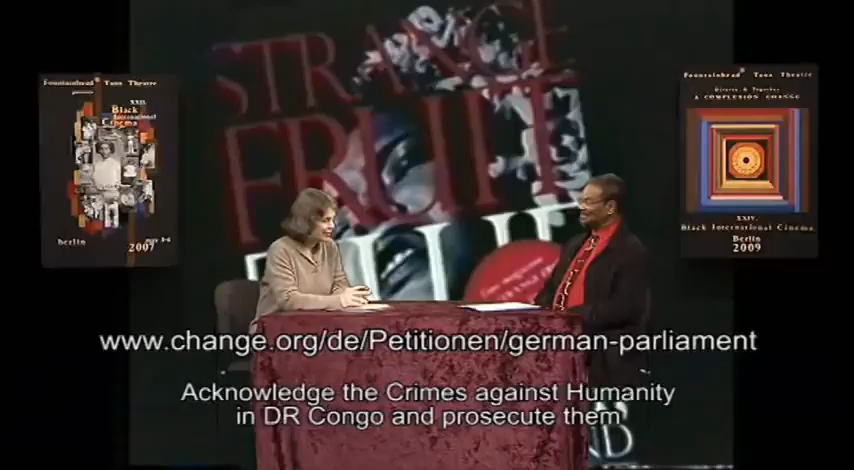 STRANGE
FRUIT
Fountainhead® Tanz Theatre
XXII.
Black
International
Cinema
berlin
2007
Fountainhead® Tanz Theatre
A COMPLEXION CHANGE
XXIV.
Black International Cinema
Berlin
2009
www.change.org/de/Petitionen/german-parliament
Acknowledge the Crimes against Humanity
in DR Congo and prosecute them